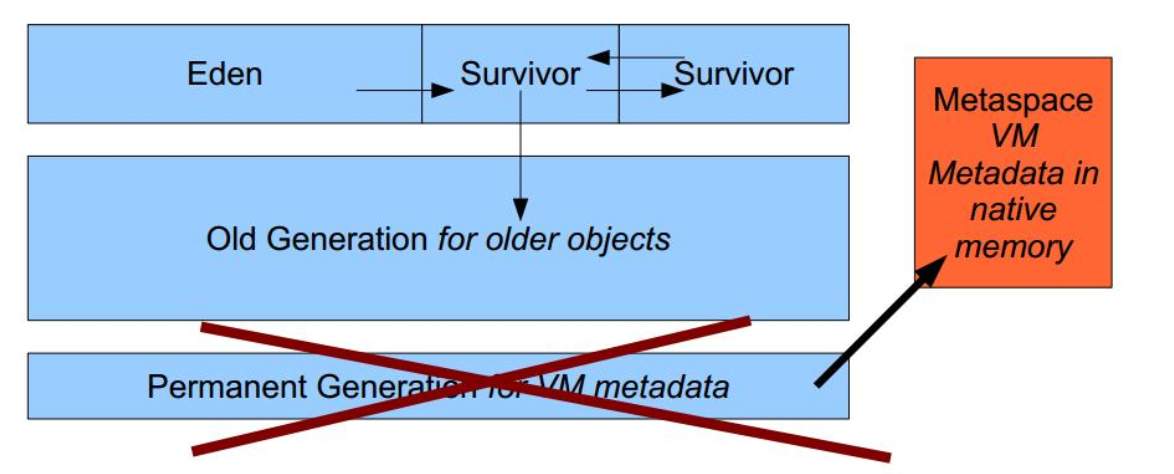 Eden
Survivor
Survivor
Metaspace
VM
Metadata in
native
memory
Old Generation for older objects
Permanent Generation for VM metadata